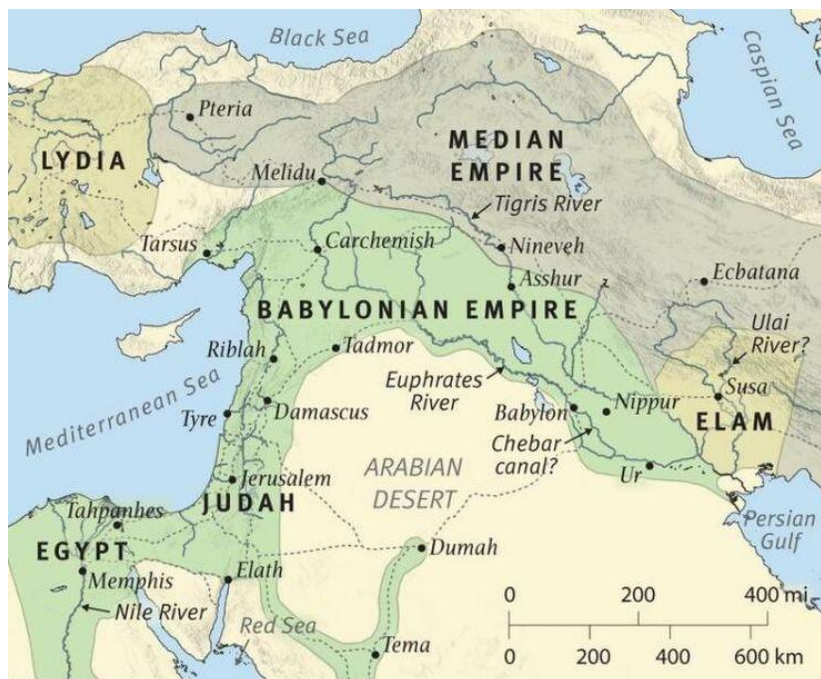 Black Sea
Caspian Sea
Pteria
LYDIA
MEDIAN
EMPIRE
Melidu
Tigris River
Tarsus
Carchemish
Nineveh
Asshur
Ecbatana
BABYLONIAN EMPIRE
Ulai
River?
Riblah
Tadmor
Mediterranean Sea
Euphrates
River
Susa
Tyre
Damascus
Babylon
Nippur
ELAM
Chebar
canal?
Ur
ARABIAN
DESERT
Jerusalem
JUDAH
Tahpanhes
Persian
Gulf
EGYPT
Dumah
Memphis
Elath
Nile River
Red Sea
Tema
0 200 400 mi
0 200 400 600 km